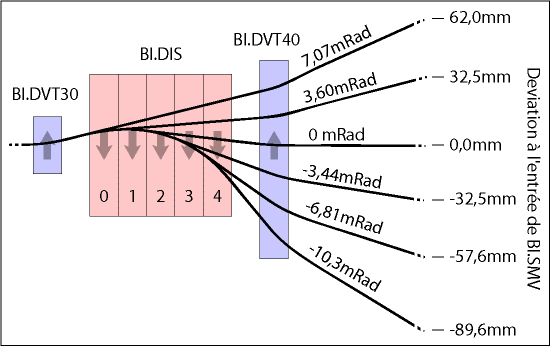 BI.DVT30
BI.DIS
BI.DVT40
0
1
2
3
4
7,07mRad
3,60mRad
0 mRad
-3,44mRad
-6,81mRad
-10,3mRad
62,0mm
32,5mm
0,0mm
-32,5mm
-57,6mm
-89,6mm
Deviation à l'entrée de BI.SMV